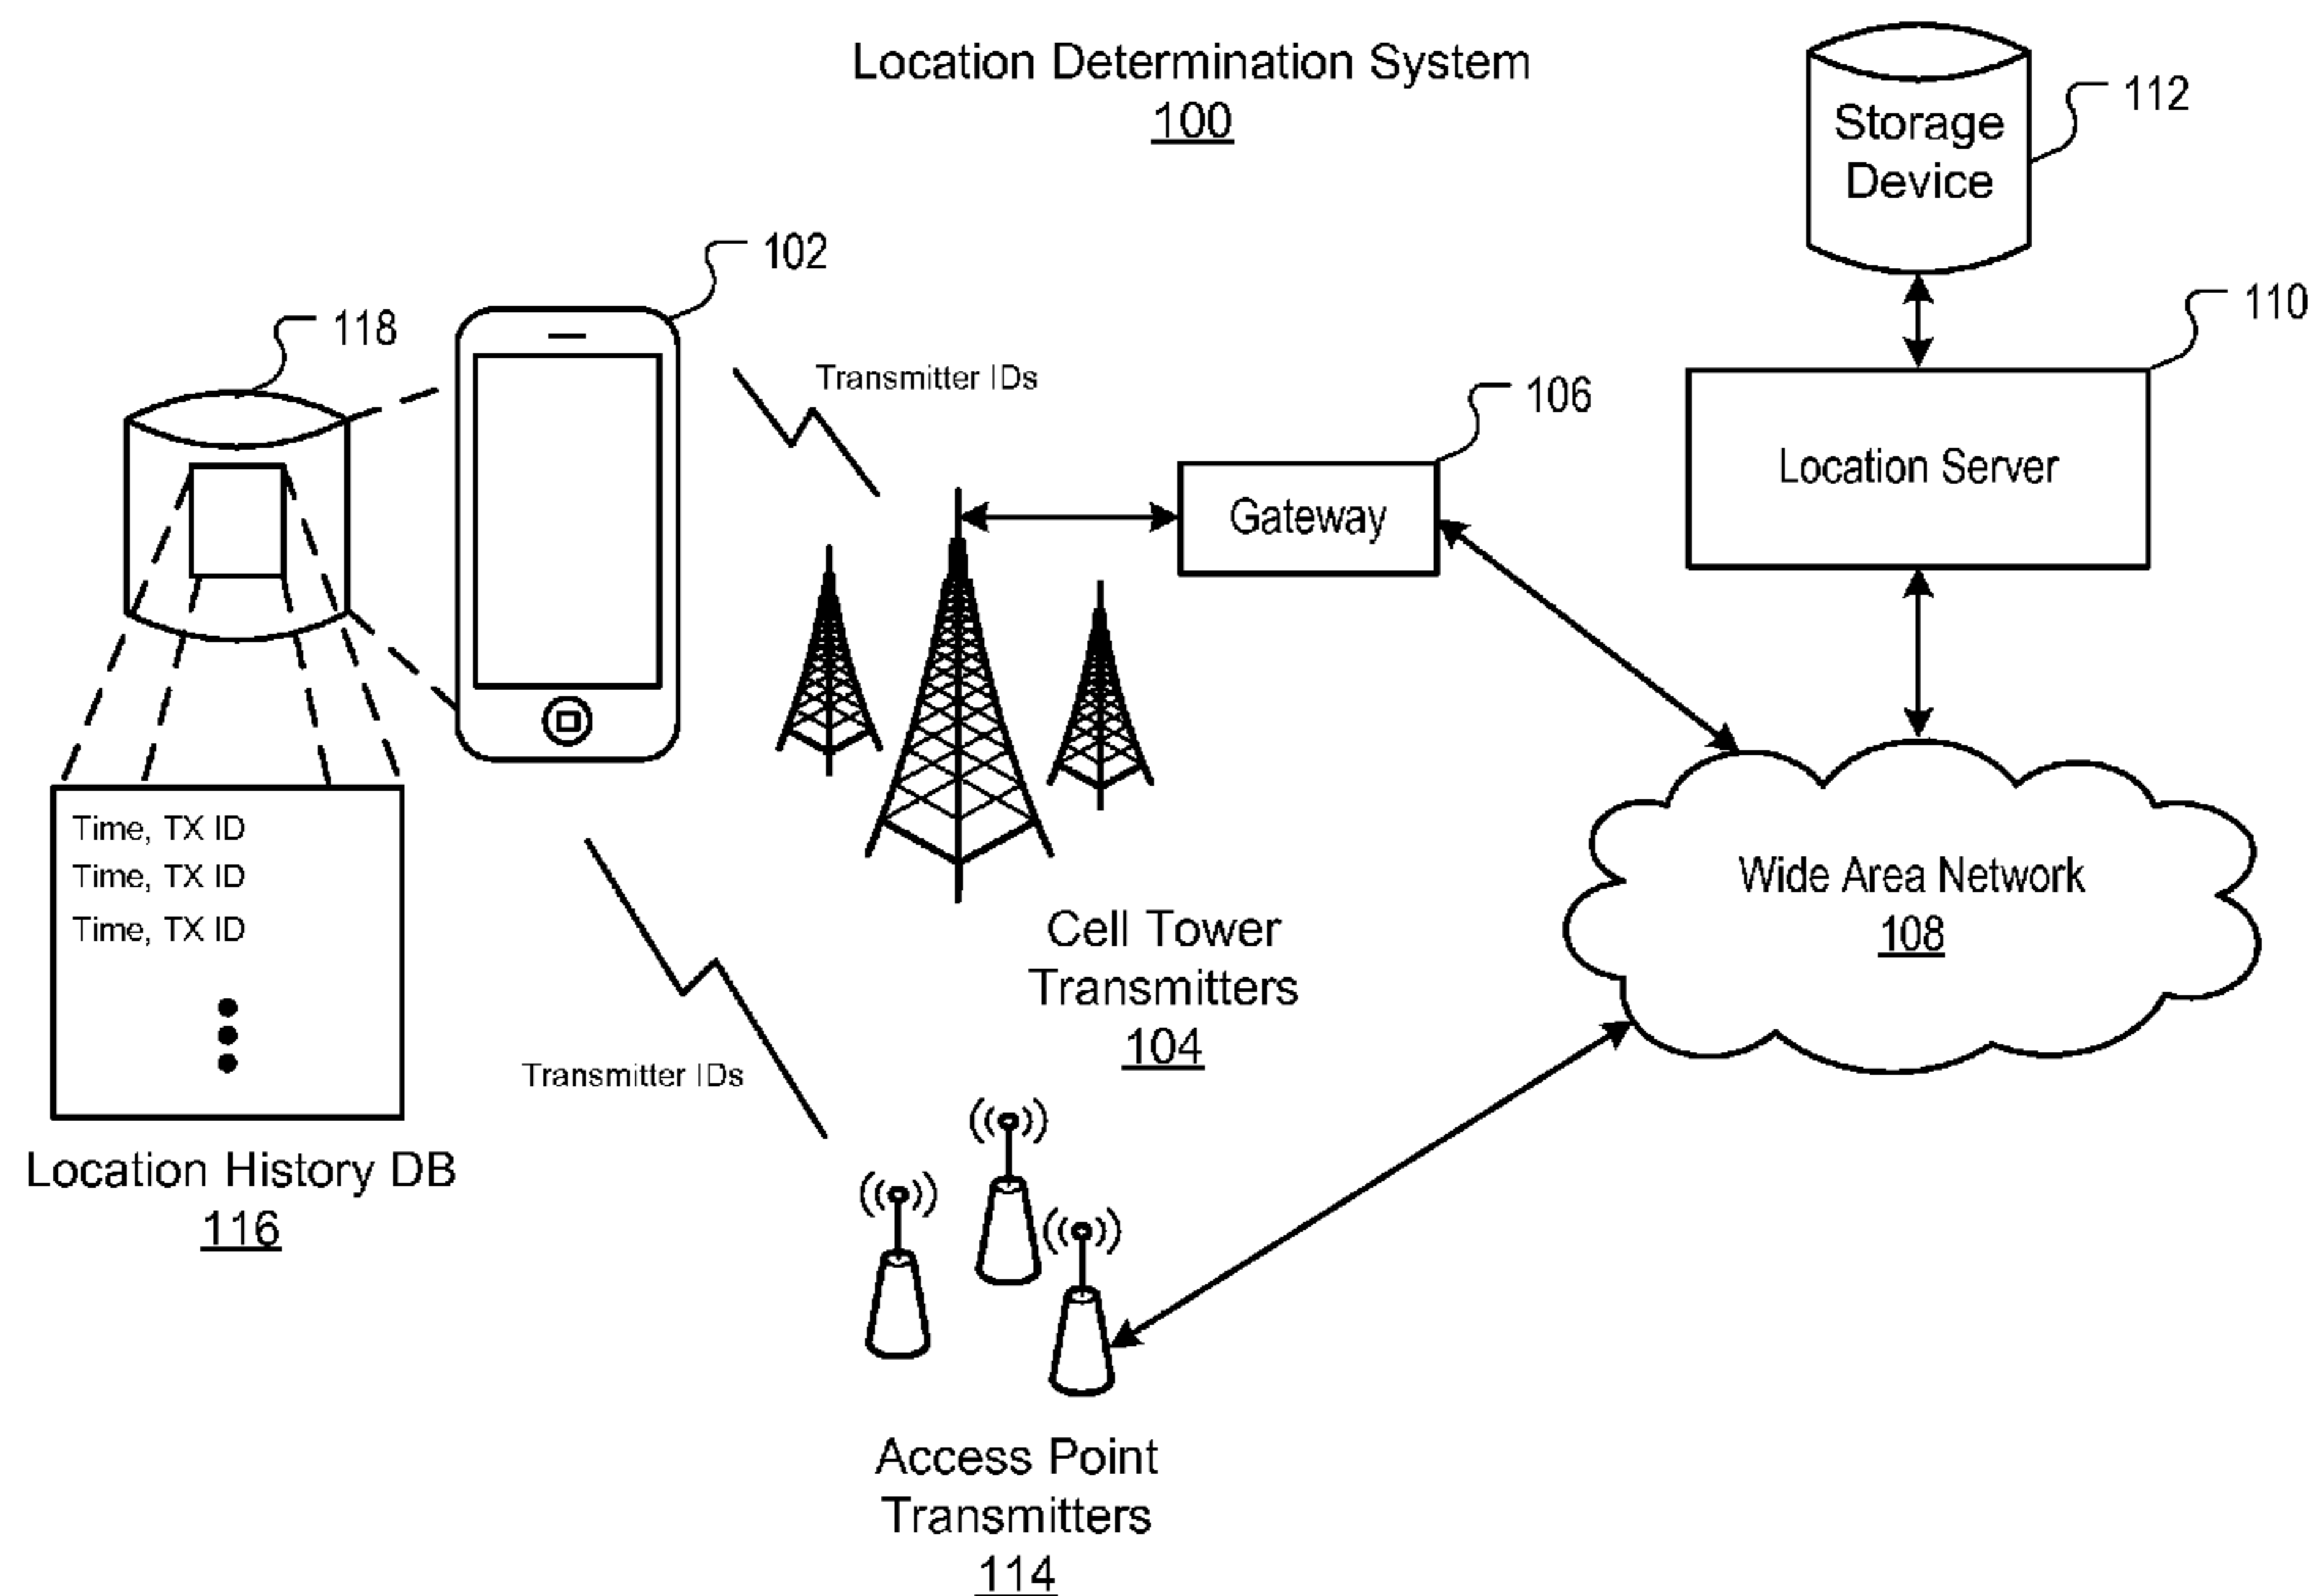 Location Determination System
100
Storage
Device
112
102
110
118
Transmitter IDs
106
Location Server
Gateway
Time, TX ID
Time, TX ID
Time, TX ID
Wide Area Network
108
Cell Tower
Transmitters
104
Transmitter IDs
Location History DB
116
Access Point
Transmitters
114